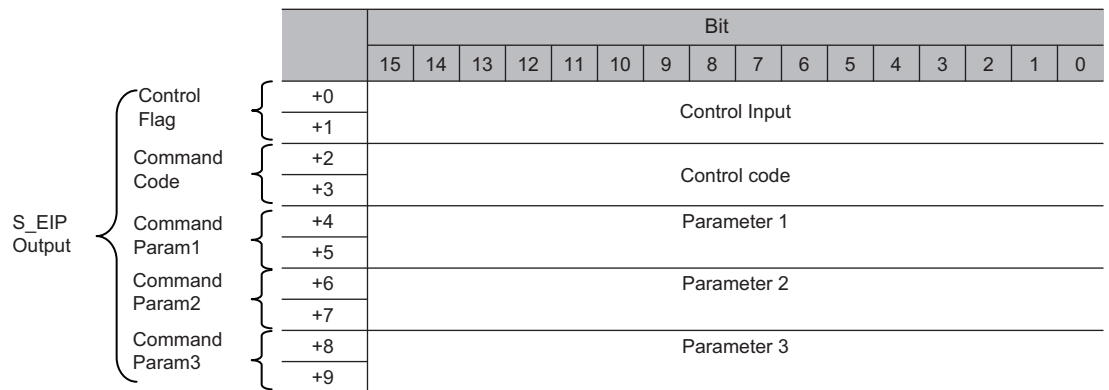 Bit
15 14 13 12 11 10 9 8 7 6 5 4 3 2 1 0
S_EIP
Output
Control
Flag
+0
+1
Control Input
Command
Code
+2
+3
Control code
Command
Param1
+4
+5
Parameter 1
Command
Param2
+6
+7
Parameter 2
Command
Param3
+8
+9
Parameter 3